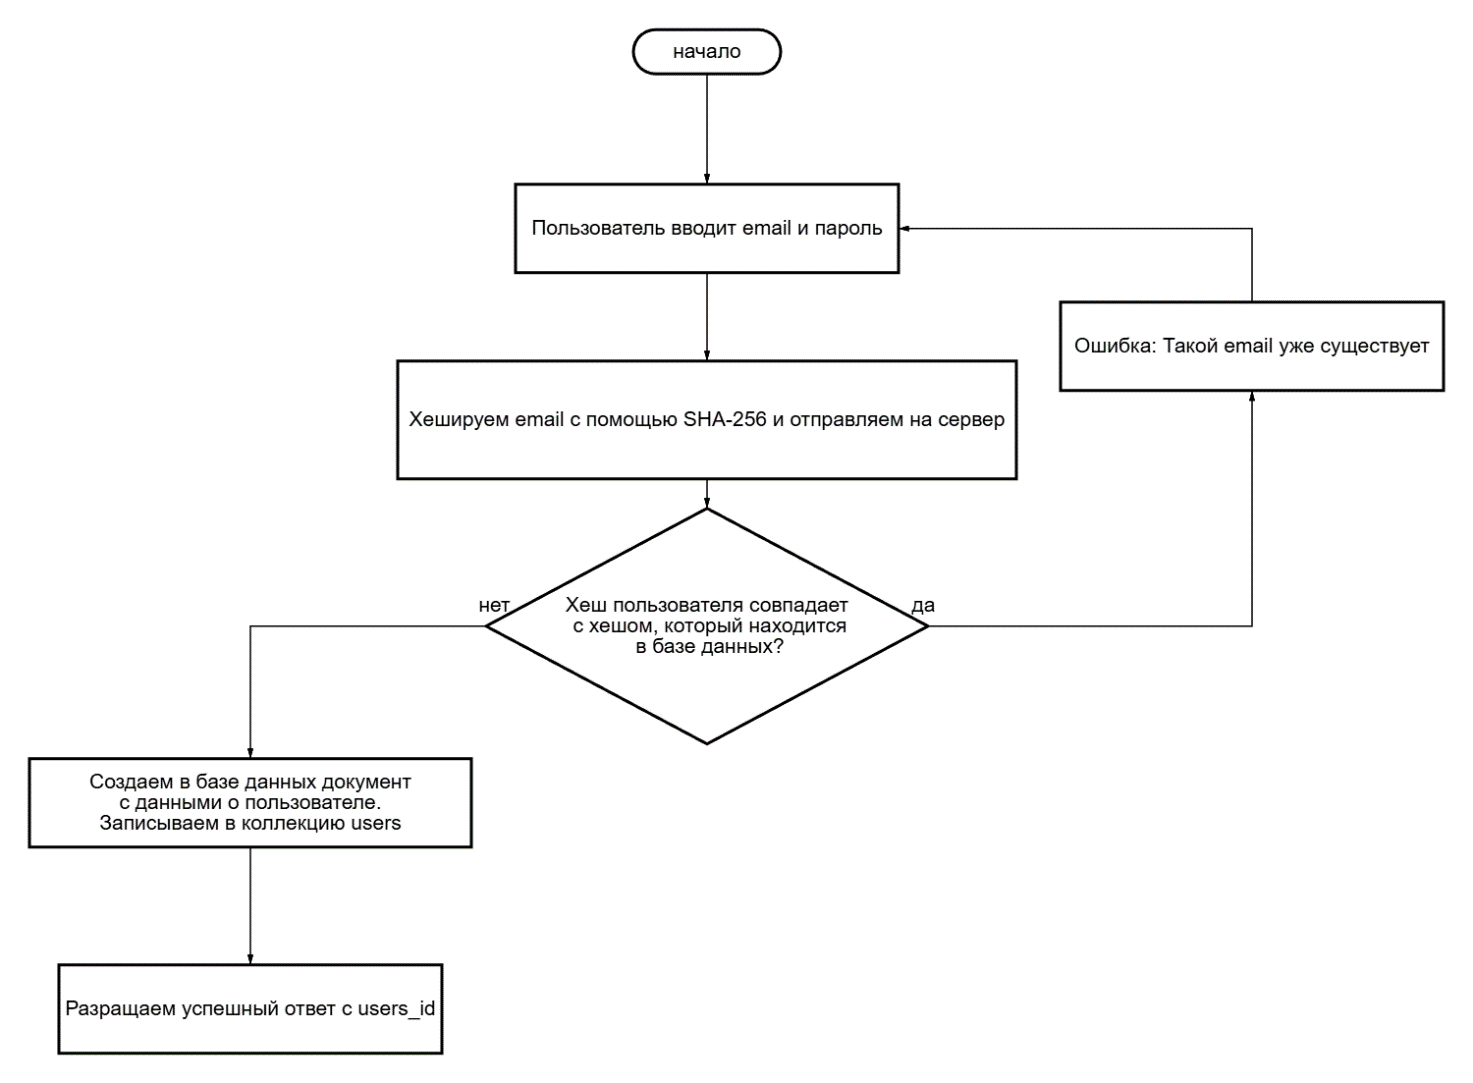 начало
Пользователь вводит email и пароль
Ошибка: Такой email уже существует
Хешируем email с помощью SHA-256 и отправляем на сервер
нет
Хеш пользователя совпадает
с хешом, который находится
в базе данных?
да
Создаем в базе данных документ
с данными о пользователе.
Записываем в коллекцию users
Разращаем успешный ответ с users_id